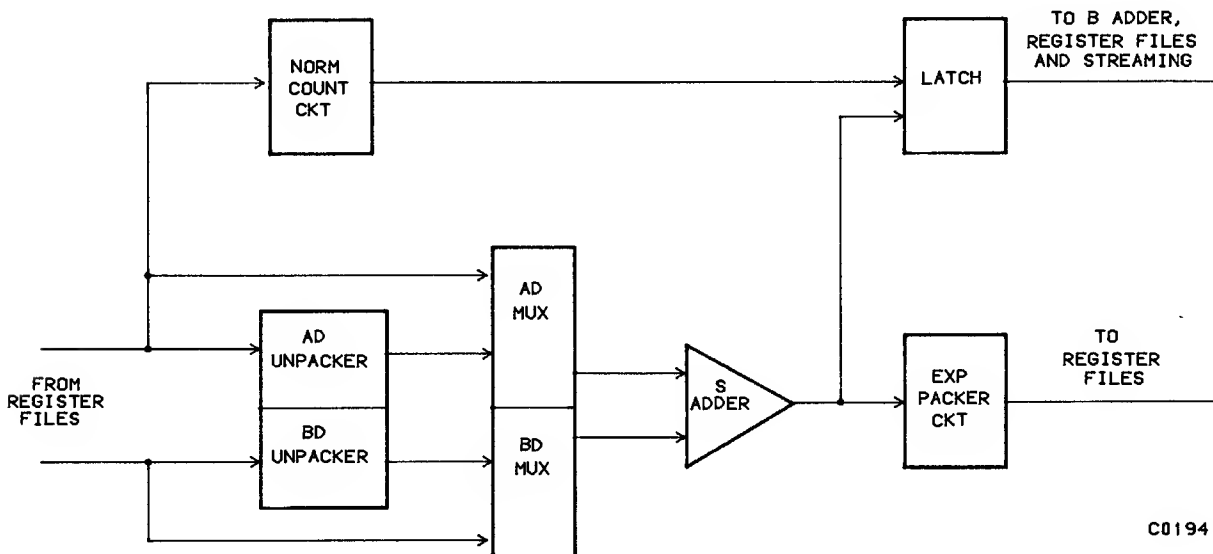 TO B ADDER,
REGISTER FILES
AND STREAMING
NORM
COUNT
CKT
LATCH
AD
MUX
AD
UNPACKER
FROM
REGISTER
FILES
BD
UNPACKER
BD
MUX
S
ADDER
EXP
PACKER
CKT
TO
REGISTER
FILES
C0194